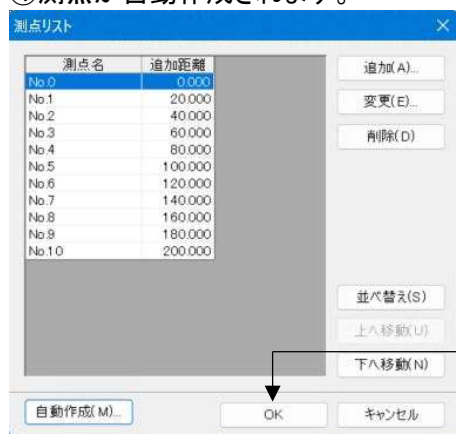 測点が自動作成されます。
測点リスト
測点名 追加距離
No.0 0.000
No.1 20.000
No.2 40.000
No.3 60.000
No.4 80.000
No.5 100.000
No.6 120.000
No.7 140.000
No.8 160.000
No.9 180.000
No.10 200.000
追加(A)...
変更(E)...
削除(D)
並べ替え(S)
上へ移動(U)
下へ移動(N)
自動作成(M)...
OK
キャンセル